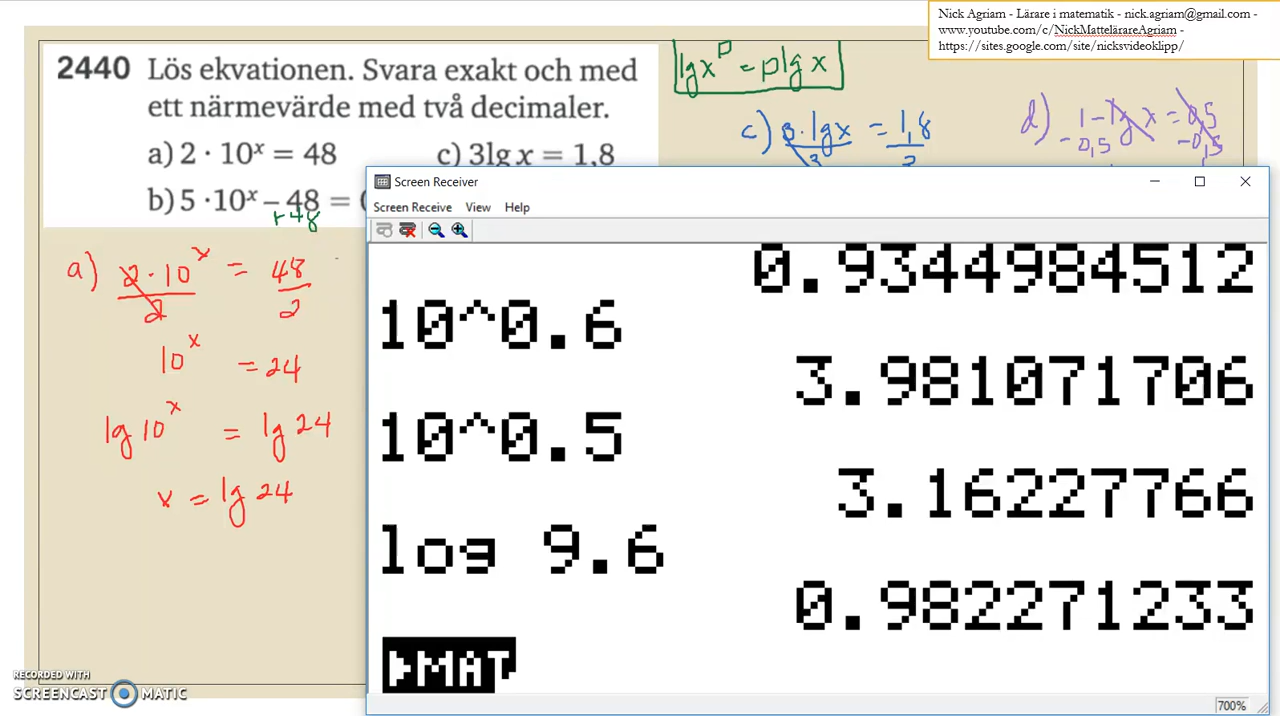 Nick Agriam - Lärare i matematik - nick.agriam@gmail.com -
www.youtube.com/c/NickMattelärareAgriam -
https://sites.google.com/site/nicksvideoklipp/
2440 Lös ekvationen. Svara exakt och med
ett närmevärde med två decimaler.
a) 2 · 10^x = 48
c) 3lg x = 1,8
b) 5 · 10^x – 48 =
+48
lg x^p = p lg x
c) 3 · lg x / 3 = 1,8
d) 1 - lg x = 0,5
-0,5 -0,5
a) 2 · 10^x / 2 = 48 / 2
10^x = 24
lg 10^x = lg 24
x = lg 24
Screen Receiver
Screen Receive View Help
0.9344984512
10^0.6
3.981071706
10^0.5
3.16227766
log 9.6
0.982271233
▶MAT
700%
RECORDED WITH
SCREENCAST MATIC